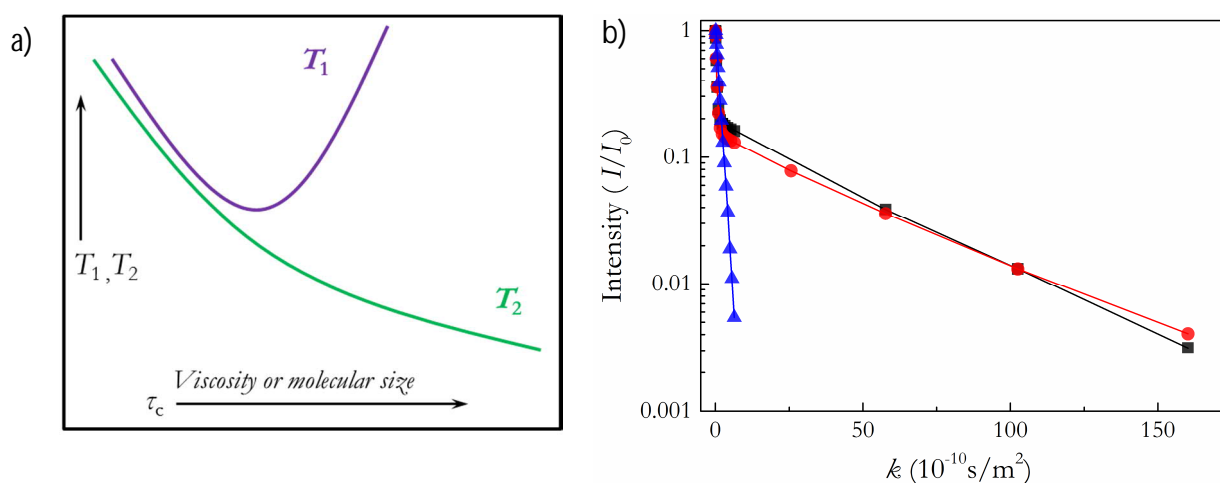 a)
T₁
T₁ ,T₂
T₂
Viscosity or molecular size
τc
b)
1
0.1
0.01
0.001
Intensity ( I/I₀)
0
50
100
150
k (10⁻¹⁰s/m²)